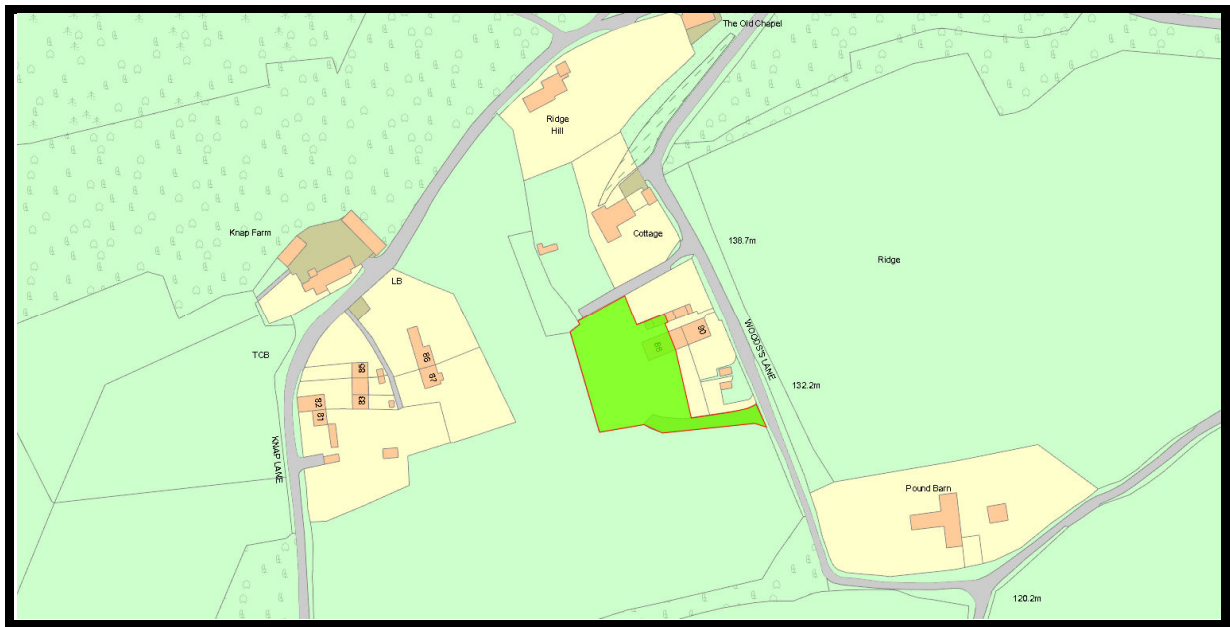 The Old Chapel
Ridge
Hill
Knap Farm
Cottage
138.7m
Ridge
LB
WOODS'S LANE
90
89
TCB
86
87
85
83
82
81
132.2m
KNAP LANE
Pound Barn
120.2m